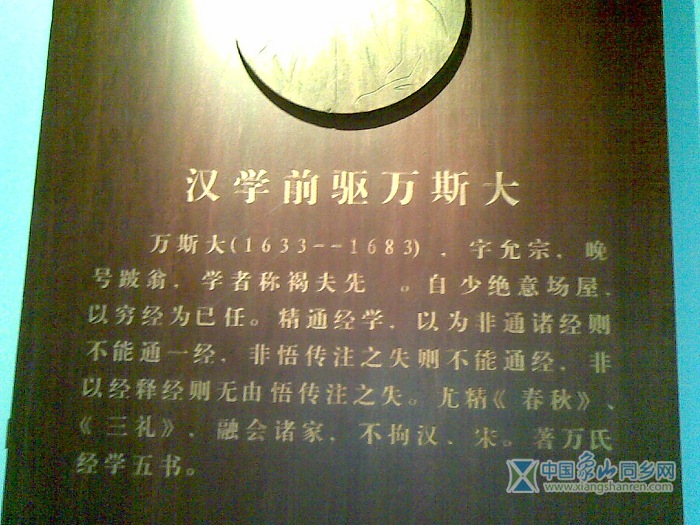 汉学前驱万斯大
万斯大(1633--1683)，字允宗，晚
号跛翁，学者称褐夫先 。自少绝意场屋，
以穷经为已任。精通经学，以为非通诸经则
不能通一经，非悟传注之失则不能通经，非
以经释经则无由悟传注之失。尤精《春秋》、
《三礼》，融会诸家，不拘汉、宋。著万氏
经学五书。
中国象山同乡网
www.xiangshanren.com